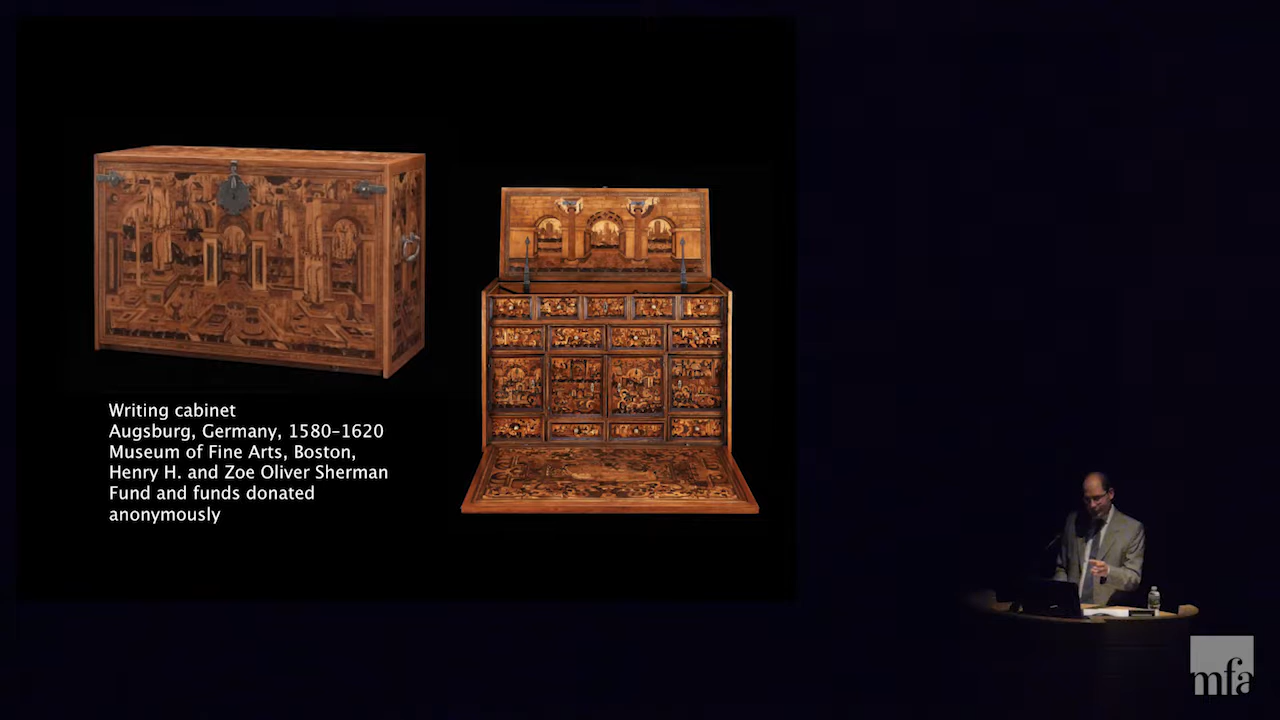 Writing cabinet
Augsburg, Germany, 1580–1620
Museum of Fine Arts, Boston,
Henry H. and Zoe Oliver Sherman
Fund and funds donated
anonymously
mfa